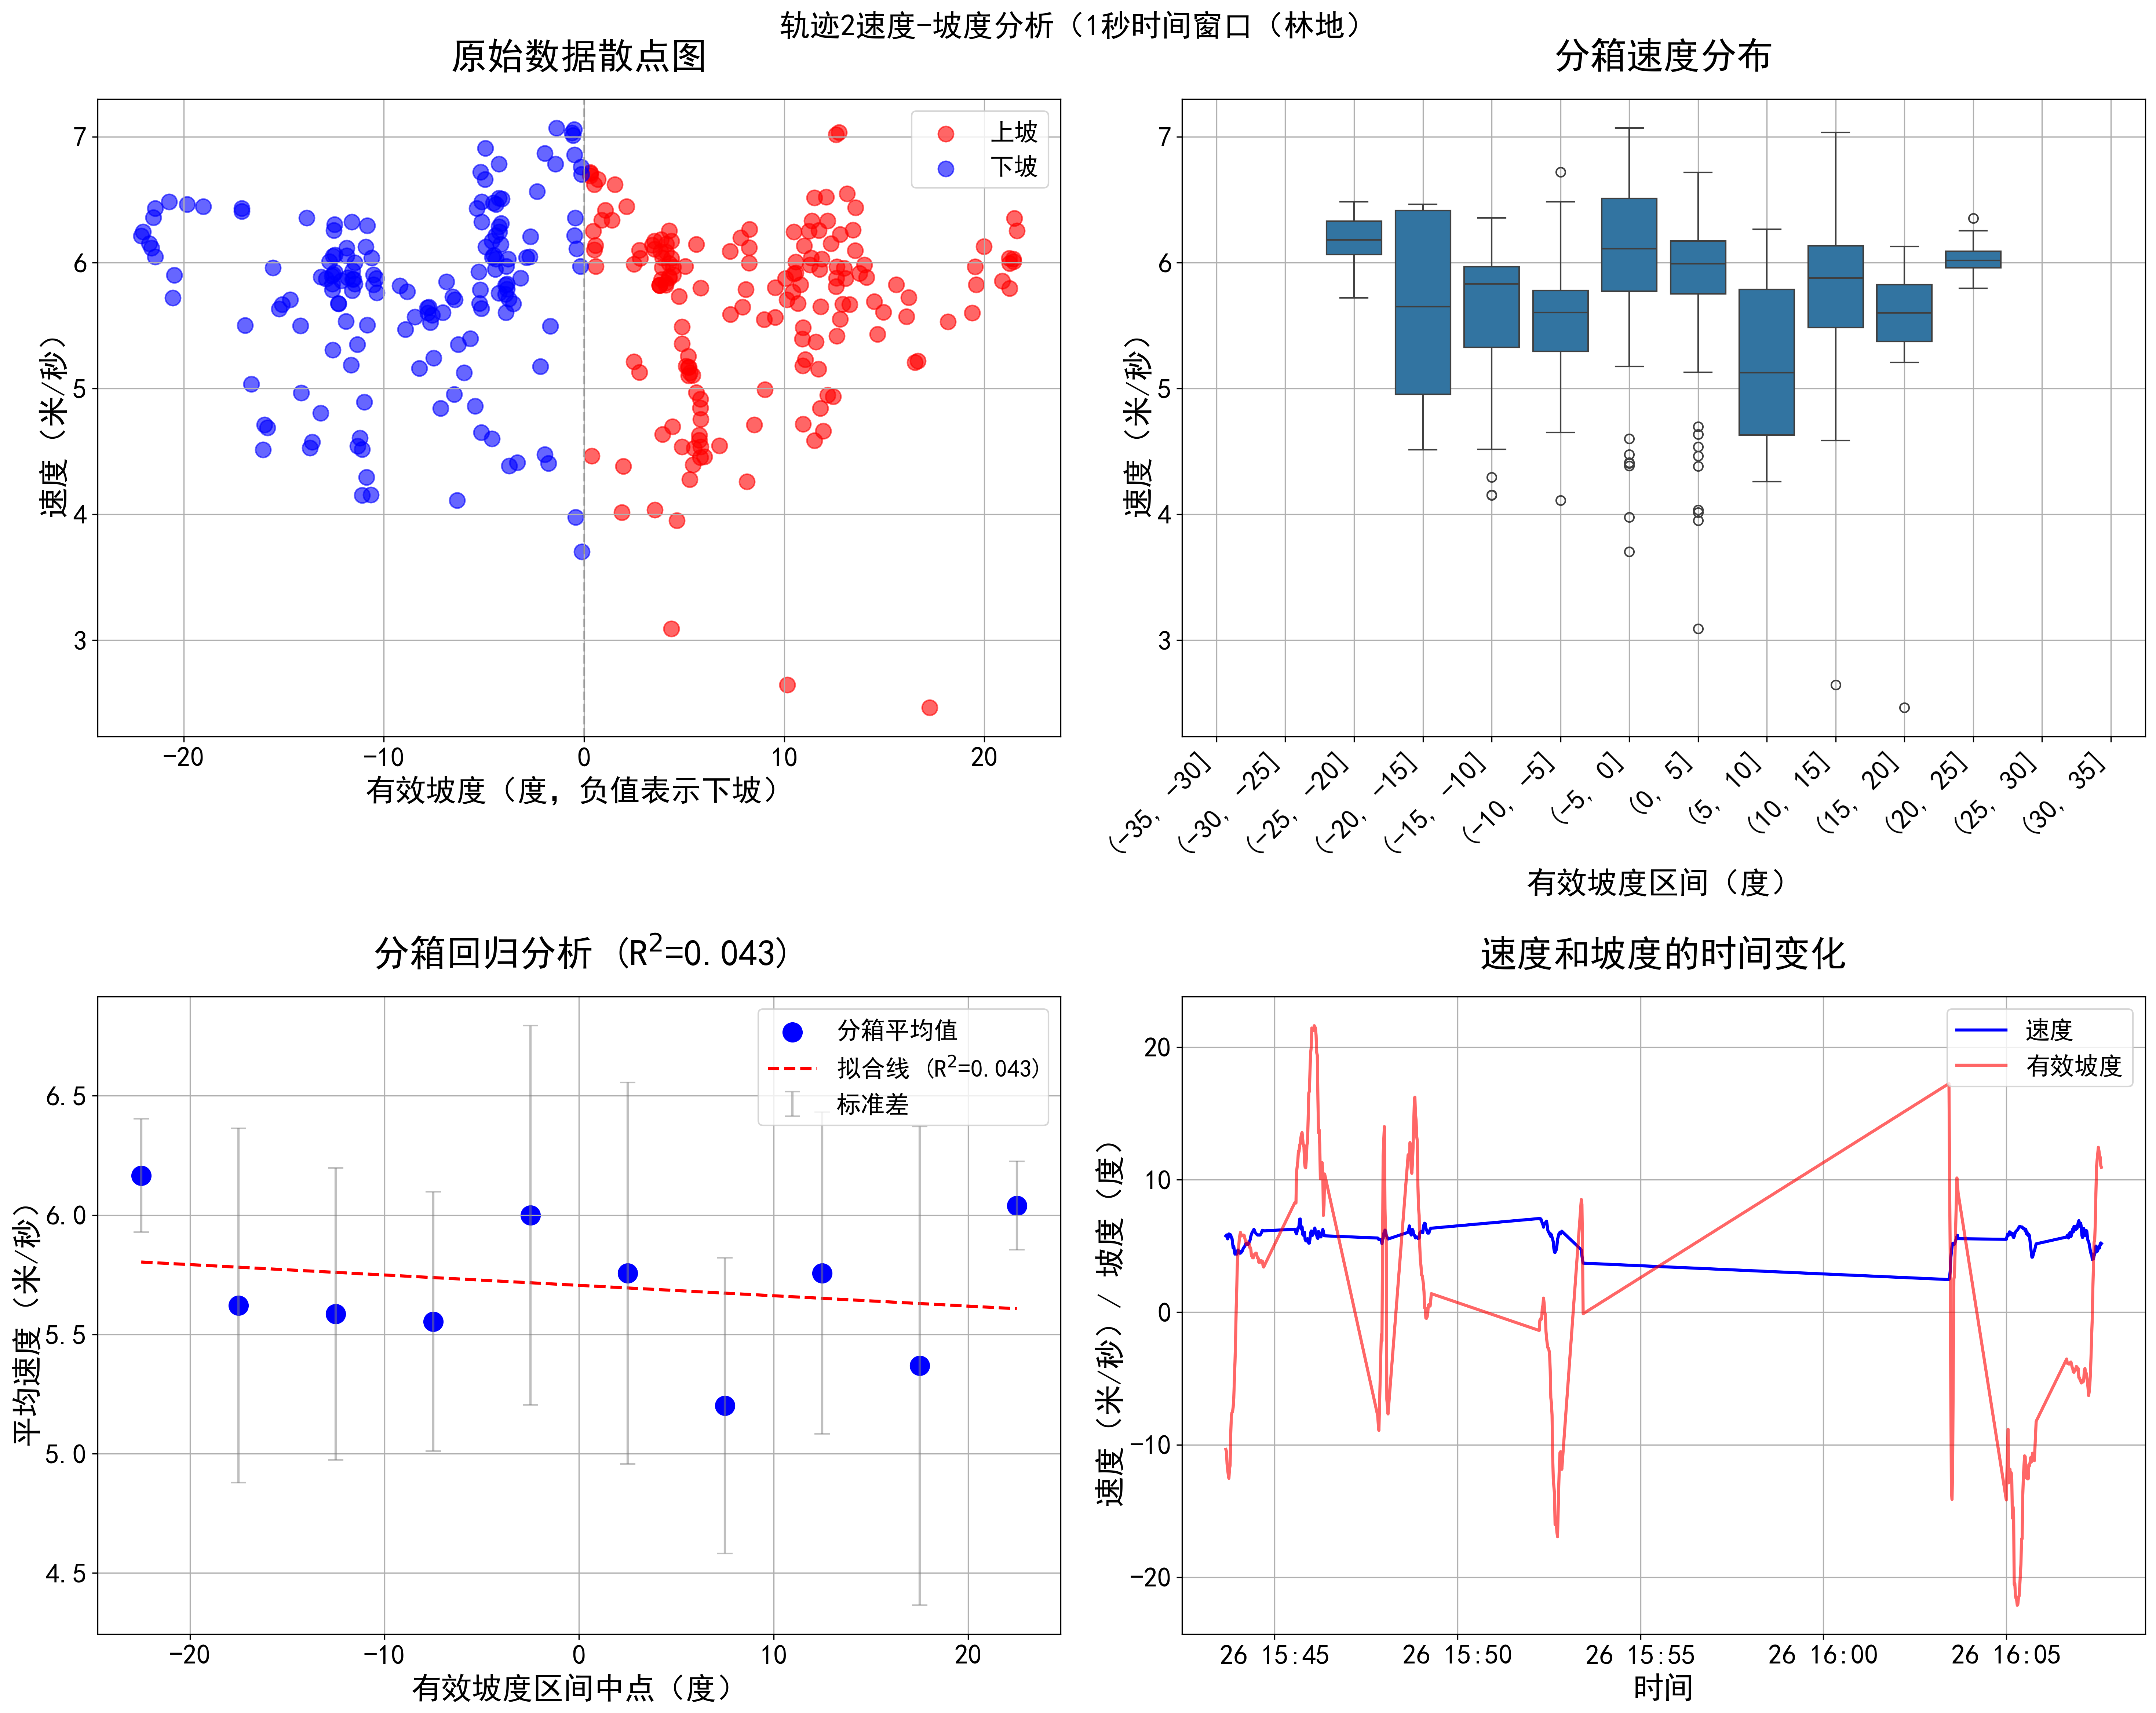 轨迹2速度-坡度分析（1秒时间窗口（林地）
原始数据散点图
上坡
下坡
7
6
5
4
3
速度（米/秒）
−20
−10
0
10
20
有效坡度（度，负值表示下坡）
分箱速度分布
7
6
5
4
3
速度（米/秒）
(-35, -30]
(-30, -25]
(-25, -20]
(-20, -15]
(-15, -10]
(-10, -5]
(-5, 0]
(0, 5]
(5, 10]
(10, 15]
(15, 20]
(20, 25]
(25, 30]
(30, 35]
有效坡度区间（度）
分箱回归分析 (R²=0.043)
分箱平均值
拟合线 (R²=0.043)
标准差
6.5
6.0
5.5
5.0
4.5
平均速度（米/秒）
−20
−10
0
10
20
有效坡度区间中点（度）
速度和坡度的时间变化
速度
有效坡度
20
10
0
−10
−20
速度（米/秒）/ 坡度（度）
26 15:45
26 15:50
26 15:55
26 16:00
26 16:05
时间